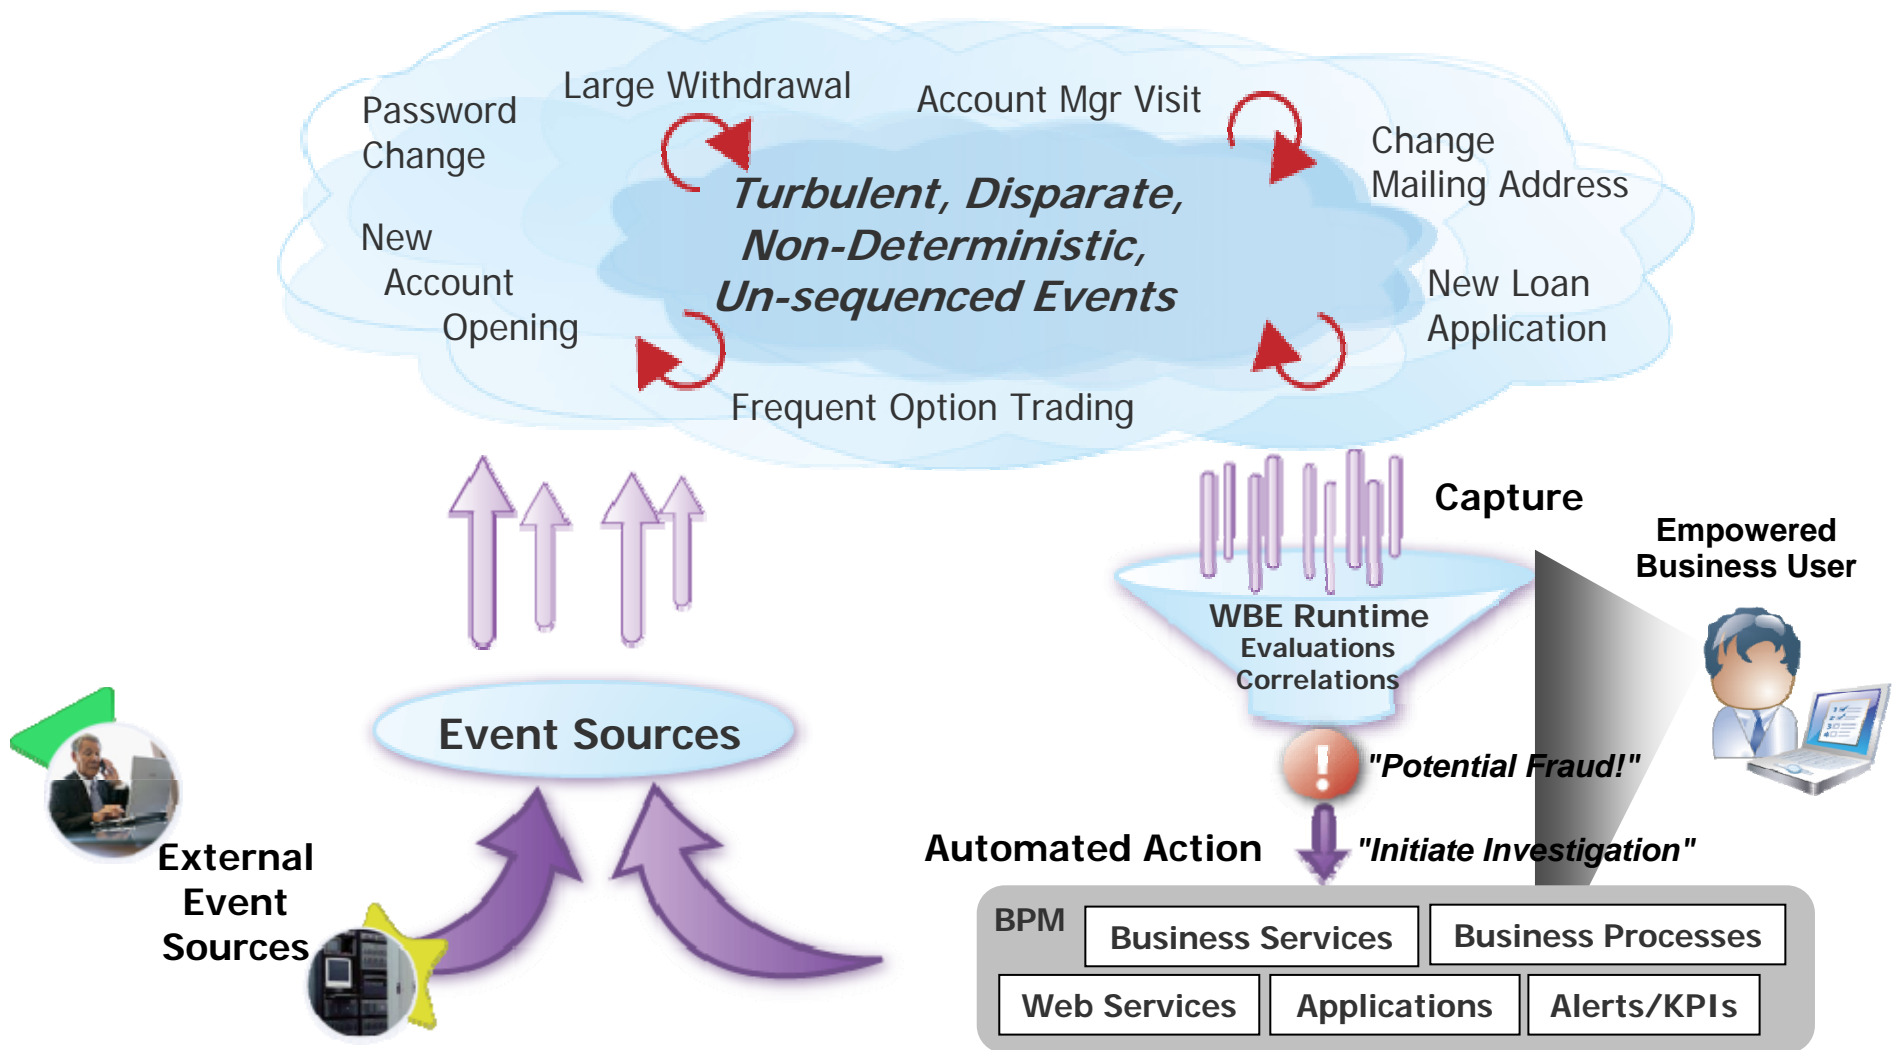 Large Withdrawal
Account Mgr Visit
Password
Change
Change
Mailing Address
Turbulent, Disparate,
Non-Deterministic,
Un-sequenced Events
New
Account
Opening
New Loan
Application
Frequent Option Trading
Capture
Empowered
Business User
WBE Runtime
Evaluations
Correlations
Event Sources
"Potential Fraud!"
Automated Action
"Initiate Investigation"
External
Event
Sources
BPM
Business Services
Business Processes
Web Services
Applications
Alerts/KPIs